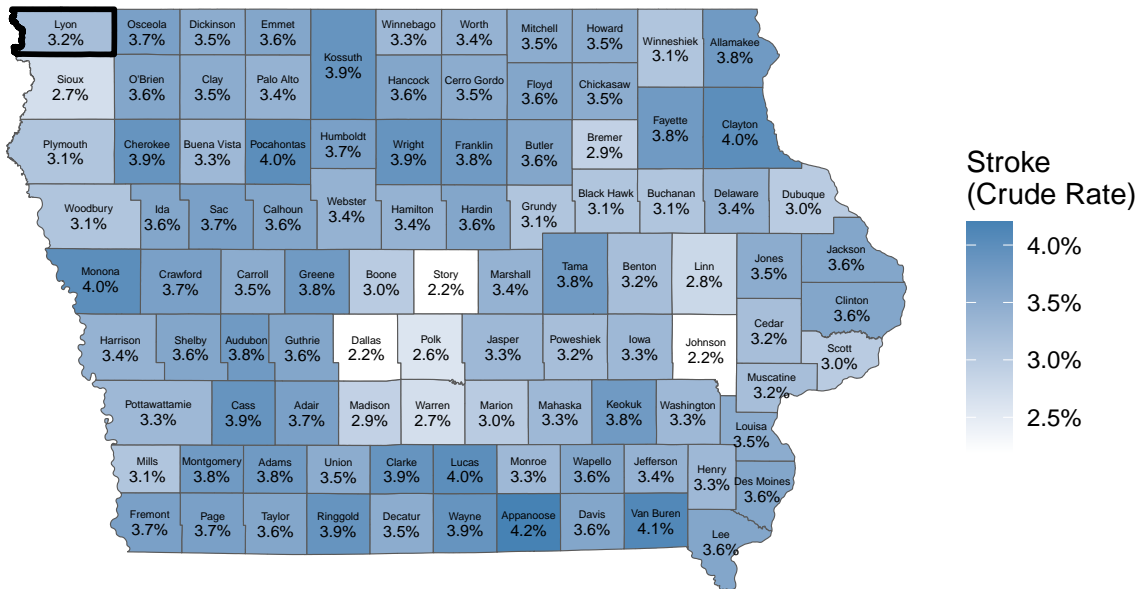 Lyon
3.2%
Osceola
3.7%
Dickinson
3.5%
Emmet
3.6%
Kossuth
3.9%
Winnebago
3.3%
Worth
3.4%
Mitchell
3.5%
Howard
3.5%
Winneshiek
3.1%
Allamakee
3.8%
Sioux
2.7%
O'Brien
3.6%
Clay
3.5%
Palo Alto
3.4%
Hancock
3.6%
Cerro Gordo
3.5%
Floyd
3.6%
Chickasaw
3.5%
Fayette
3.8%
Clayton
4.0%
Plymouth
3.1%
Cherokee
3.9%
Buena Vista
3.3%
Pocahontas
4.0%
Humboldt
3.7%
Wright
3.9%
Franklin
3.8%
Butler
3.6%
Bremer
2.9%
Woodbury
3.1%
Ida
3.6%
Sac
3.7%
Calhoun
3.6%
Webster
3.4%
Hamilton
3.4%
Hardin
3.6%
Grundy
3.1%
Black Hawk
3.1%
Buchanan
3.1%
Delaware
3.4%
Dubuque
3.0%
Monona
4.0%
Crawford
3.7%
Carroll
3.5%
Greene
3.8%
Boone
3.0%
Story
2.2%
Marshall
3.4%
Tama
3.8%
Benton
3.2%
Linn
2.8%
Jones
3.5%
Jackson
3.6%
Clinton
3.6%
Harrison
3.4%
Shelby
3.6%
Audubon
3.8%
Guthrie
3.6%
Dallas
2.2%
Polk
2.6%
Jasper
3.3%
Poweshiek
3.2%
Iowa
3.3%
Johnson
2.2%
Cedar
3.2%
Scott
3.0%
Muscatine
3.2%
Pottawattamie
3.3%
Cass
3.9%
Adair
3.7%
Madison
2.9%
Warren
2.7%
Marion
3.0%
Mahaska
3.3%
Keokuk
3.8%
Washington
3.3%
Louisa
3.5%
Mills
3.1%
Montgomery
3.8%
Adams
3.8%
Union
3.5%
Clarke
3.9%
Lucas
4.0%
Monroe
3.3%
Wapello
3.6%
Jefferson
3.4%
Henry
3.3%
Des Moines
3.6%
Fremont
3.7%
Page
3.7%
Taylor
3.6%
Ringgold
3.9%
Decatur
3.5%
Wayne
3.9%
Appanoose
4.2%
Davis
3.6%
Van Buren
4.1%
Lee
3.6%
Stroke
(Crude Rate)
4.0%
3.5%
3.0%
2.5%